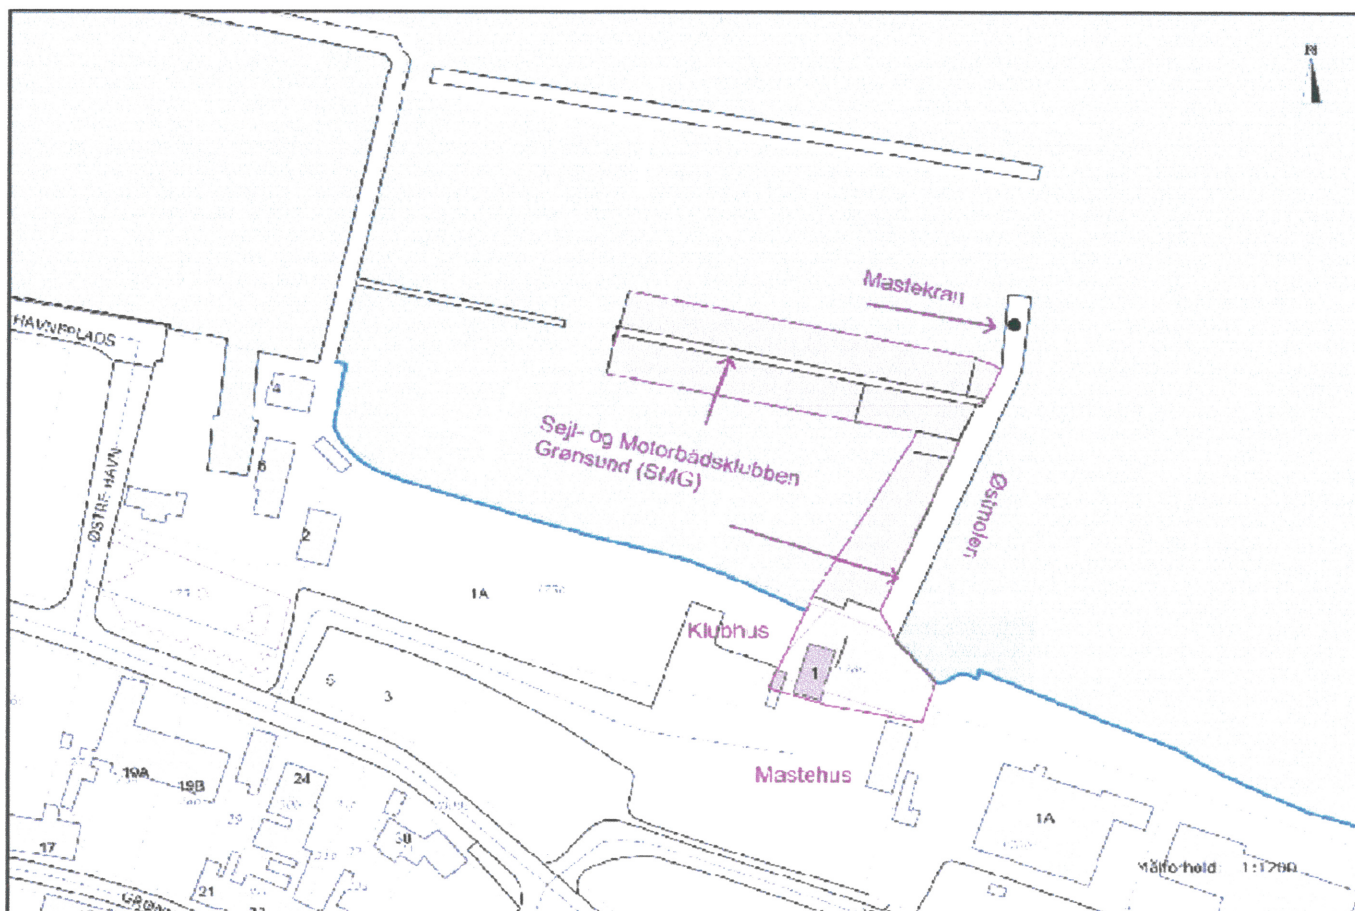 N
Mastekran
HAVNEPLADS
4
Sejl- og Motorbådsklubben
Grønsund (SMG)
6
ØSTRE HAVN
Østmolen
2
1A
Klubhus
1
5
3
Mastehus
19A
19B
24
1A
38
17
Målforhold 1:1200
21